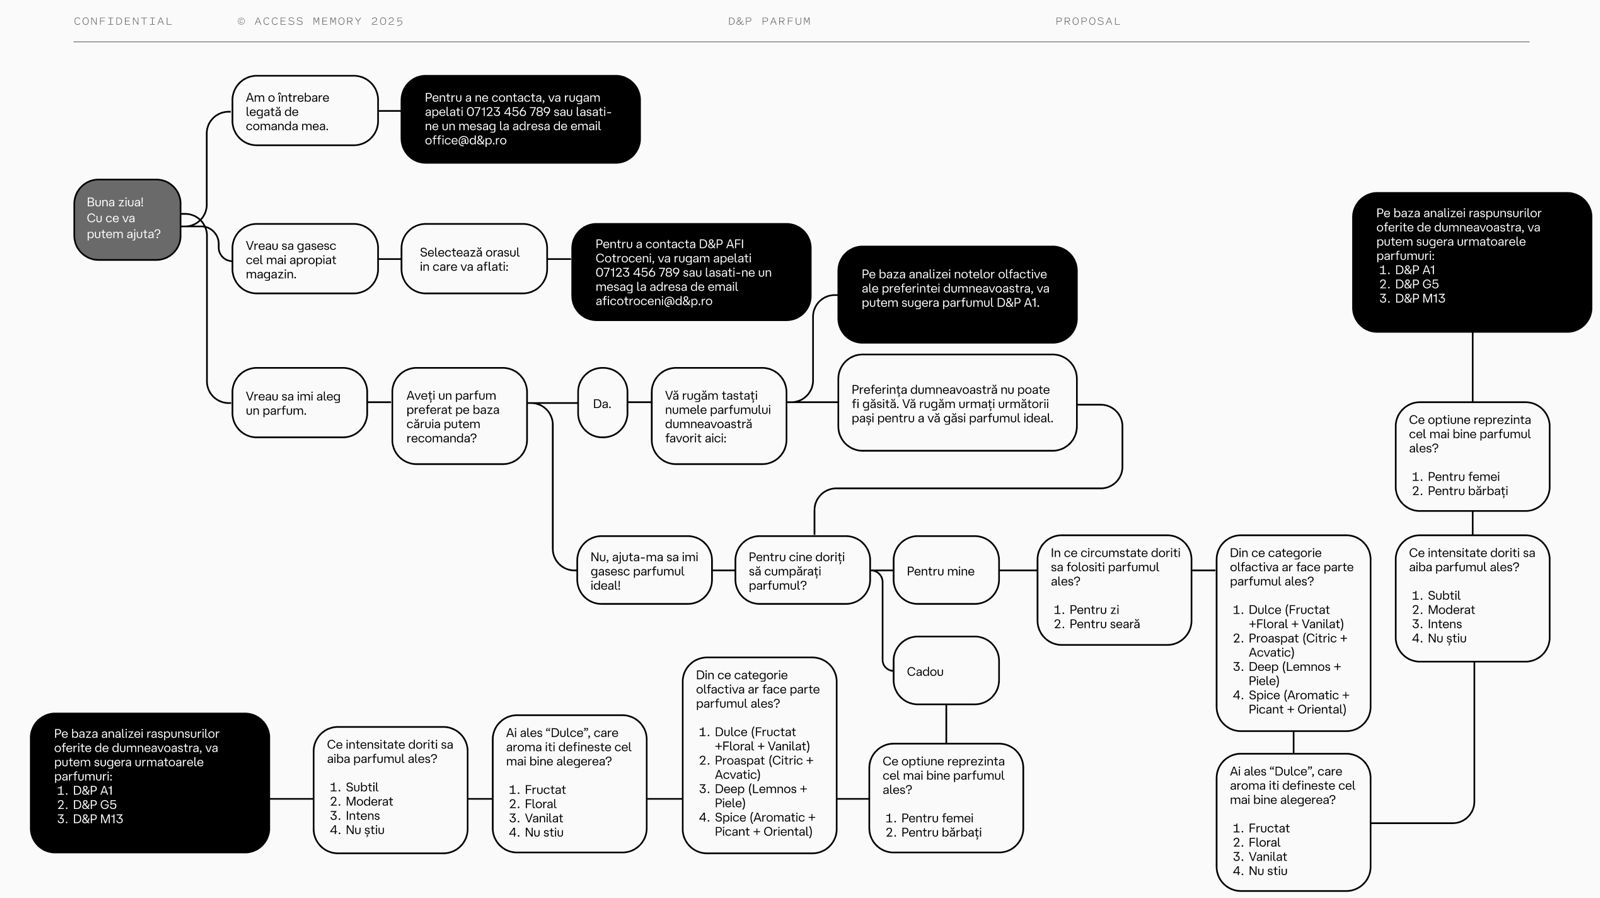 CONFIDENTIAL
© ACCESS MEMORY 2025
D&P PARFUM
PROPOSAL
Buna ziua!
Cu ce va
putem ajuta?
Am o întrebare
legată de
comanda mea.
Pentru a ne contacta, va rugam
apelati 07123 456 789 sau lasati-
ne un mesag la adresa de email
office@d&p.ro
Vreau sa gasesc
cel mai apropiat
magazin.
Selectează orasul
in care va aflati:
Pentru a contacta D&P AFI
Cotroceni, va rugam apelati
07123 456 789 sau lasati-ne un
mesag la adresa de email
aficotroceni@d&p.ro
Vreau sa imi aleg
un parfum.
Aveți un parfum
preferat pe baza
căruia putem
recomanda?
Da.
Vă rugăm tastați
numele parfumului
dumneavoastră
favorit aici:
Pe baza analizei notelor olfactive
ale preferintei dumneavoastra, va
putem sugera parfumul D&P A1.
Preferința dumneavoastră nu poate
fi găsită. Vă rugăm urmați următorii
pași pentru a vă găsi parfumul ideal.
Nu, ajuta-ma sa imi
gasesc parfumul
ideal!
Pentru cine doriți
să cumpărați
parfumul?
Pentru mine
In ce circumstate doriti
sa folositi parfumul
ales?
1. Pentru zi
2. Pentru seară
Din ce categorie
olfactiva ar face parte
parfumul ales?
1. Dulce (Fructat
+Floral + Vanilat)
2. Proaspat (Citric +
Acvatic)
3. Deep (Lemnos +
Piele)
4. Spice (Aromatic +
Picant + Oriental)
Ai ales “Dulce”, care
aroma iti defineste cel
mai bine alegerea?
1. Fructat
2. Floral
3. Vanilat
4. Nu stiu
Ce intensitate doriti sa
aiba parfumul ales?
1. Subtil
2. Moderat
3. Intens
4. Nu știu
Ce optiune reprezinta
cel mai bine parfumul
ales?
1. Pentru femei
2. Pentru bărbați
Pe baza analizei raspunsurilor
oferite de dumneavoastra, va
putem sugera urmatoarele
parfumuri:
1. D&P A1
2. D&P G5
3. D&P M13
Cadou
Ce optiune reprezinta
cel mai bine parfumul
ales?
1. Pentru femei
2. Pentru bărbați
Din ce categorie
olfactiva ar face parte
parfumul ales?
1. Dulce (Fructat
+Floral + Vanilat)
2. Proaspat (Citric +
Acvatic)
3. Deep (Lemnos +
Piele)
4. Spice (Aromatic +
Picant + Oriental)
Ai ales “Dulce”, care
aroma iti defineste cel
mai bine alegerea?
1. Fructat
2. Floral
3. Vanilat
4. Nu stiu
Ce intensitate doriti sa
aiba parfumul ales?
1. Subtil
2. Moderat
3. Intens
4. Nu știu
Pe baza analizei raspunsurilor
oferite de dumneavoastra, va
putem sugera urmatoarele
parfumuri:
1. D&P A1
2. D&P G5
3. D&P M13